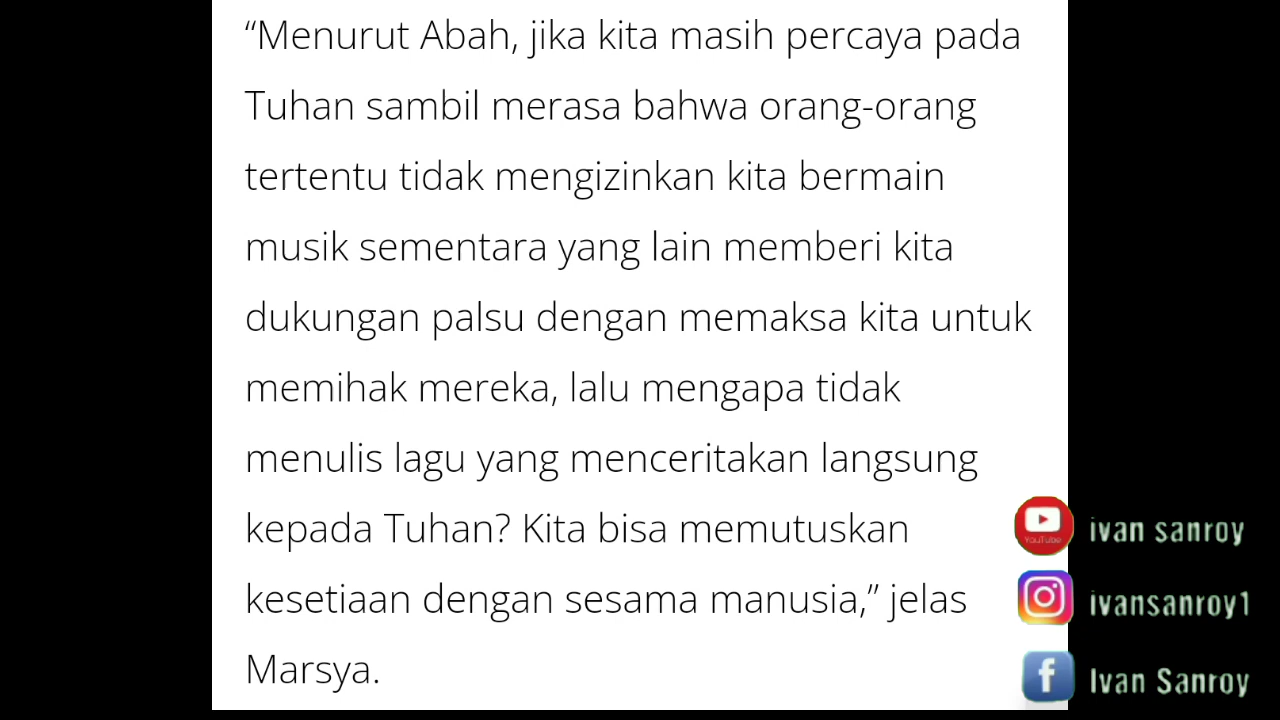 “Menurut Abah, jika kita masih percaya pada
Tuhan sambil merasa bahwa orang-orang
tertentu tidak mengizinkan kita bermain
musik sementara yang lain memberi kita
dukungan palsu dengan memaksa kita untuk
memihak mereka, lalu mengapa tidak
menulis lagu yang menceritakan langsung
kepada Tuhan? Kita bisa memutuskan
kesetiaan dengan sesama manusia,” jelas
Marsya.
YouTube
ivan sanroy
ivansanroy1
f
Ivan Sanroy